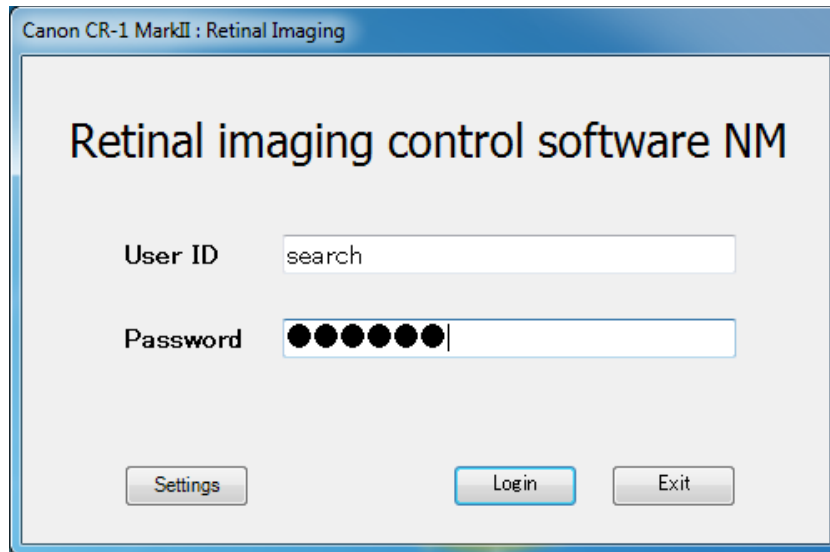 Canon CR-1 MarkII : Retinal Imaging
Retinal imaging control software NM
User ID search
Password ●●●●●●
Settings Login Exit